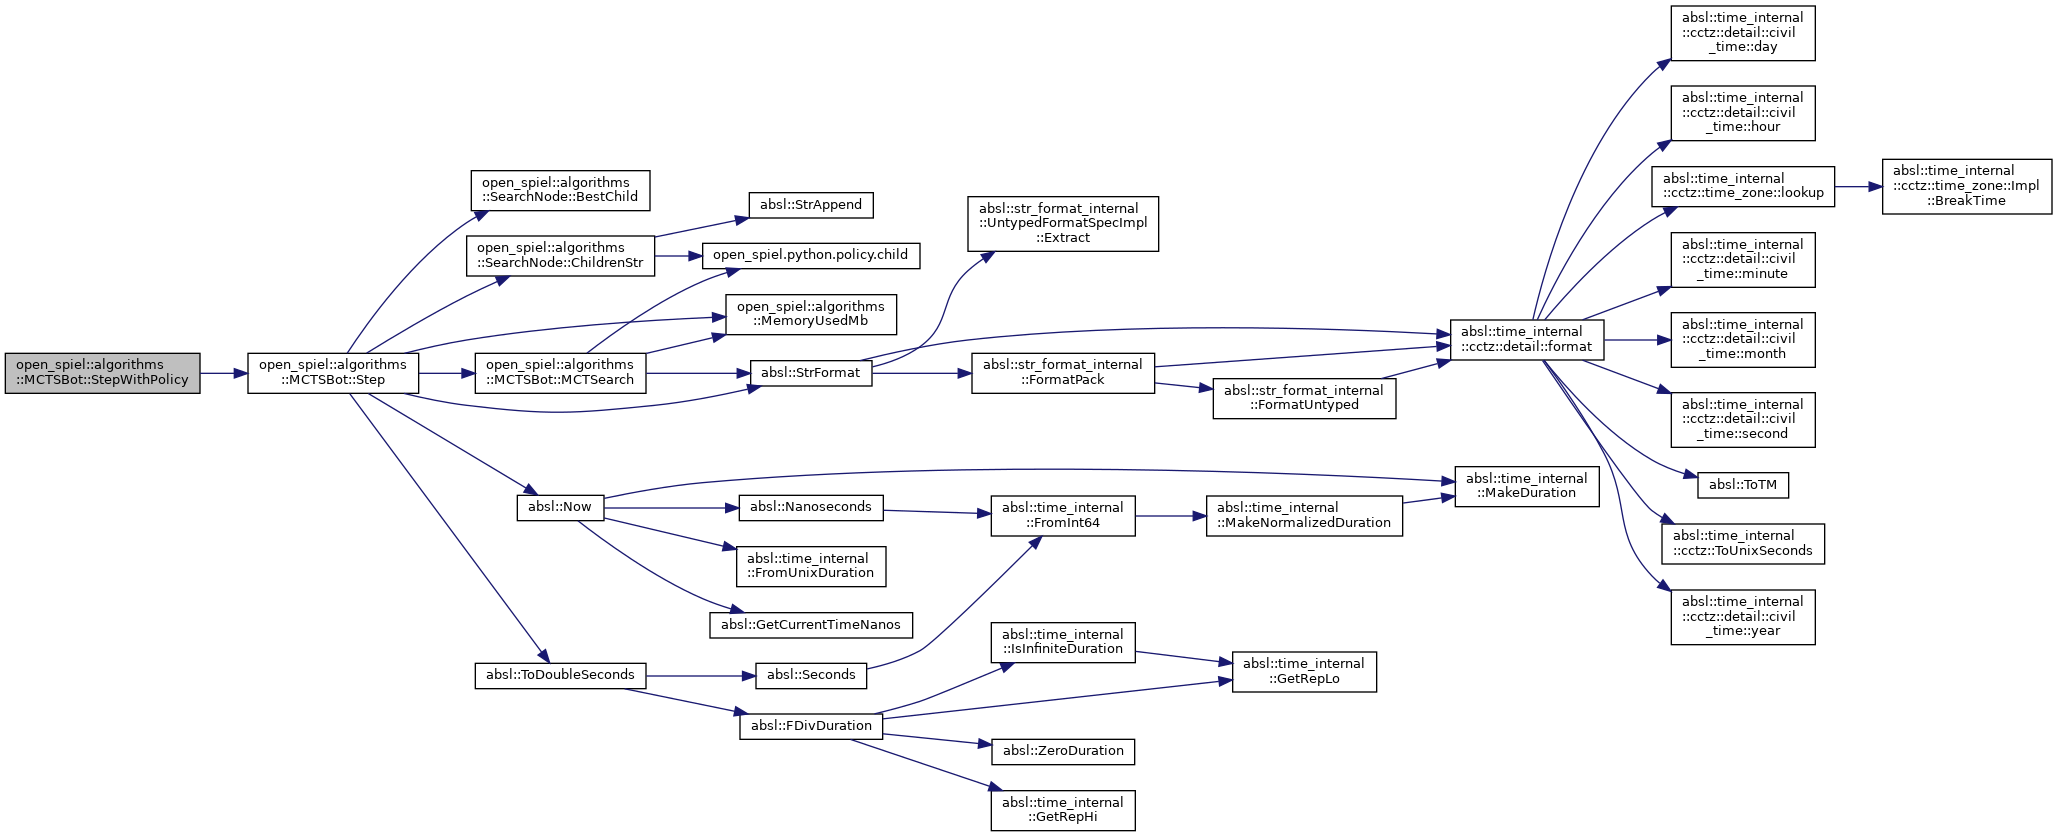 open_spiel::algorithms
::MCTSBot::StepWithPolicy
open_spiel::algorithms
::MCTSBot::Step
open_spiel::algorithms
::SearchNode::BestChild
open_spiel::algorithms
::SearchNode::ChildrenStr
open_spiel::algorithms
::MCTSBot::MCTSearch
absl::Now
absl::ToDoubleSeconds
absl::StrAppend
open_spiel.python.policy.child
open_spiel::algorithms
::MemoryUsedMb
absl::StrFormat
absl::Nanoseconds
absl::time_internal
::FromUnixDuration
absl::GetCurrentTimeNanos
absl::Seconds
absl::FDivDuration
absl::str_format_internal
::UntypedFormatSpecImpl
::Extract
absl::str_format_internal
::FormatPack
absl::time_internal
::FromInt64
absl::time_internal
::IsInfiniteDuration
absl::ZeroDuration
absl::time_internal
::GetRepHi
absl::str_format_internal
::FormatUntyped
absl::time_internal
::MakeNormalizedDuration
absl::time_internal
::GetRepLo
absl::time_internal
::cctz::detail::format
absl::time_internal
::MakeDuration
absl::time_internal
::cctz::detail::civil
_time::day
absl::time_internal
::cctz::detail::civil
_time::hour
absl::time_internal
::cctz::time_zone::lookup
absl::time_internal
::cctz::detail::civil
_time::minute
absl::time_internal
::cctz::detail::civil
_time::month
absl::time_internal
::cctz::detail::civil
_time::second
absl::ToTM
absl::time_internal
::cctz::ToUnixSeconds
absl::time_internal
::cctz::detail::civil
_time::year
absl::time_internal
::cctz::time_zone::Impl
::BreakTime